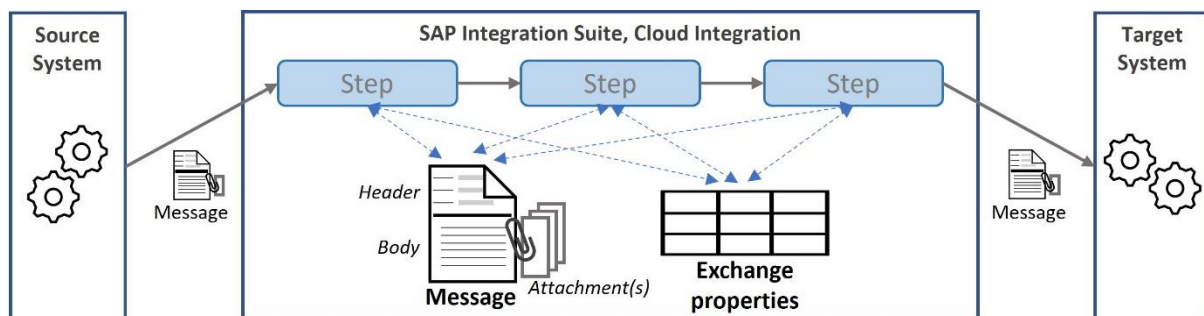 Source
System
SAP Integration Suite, Cloud Integration
Target
System
Step
Step
Step
Message
Header
Body
Attachment(s)
Message
Exchange
properties
Message